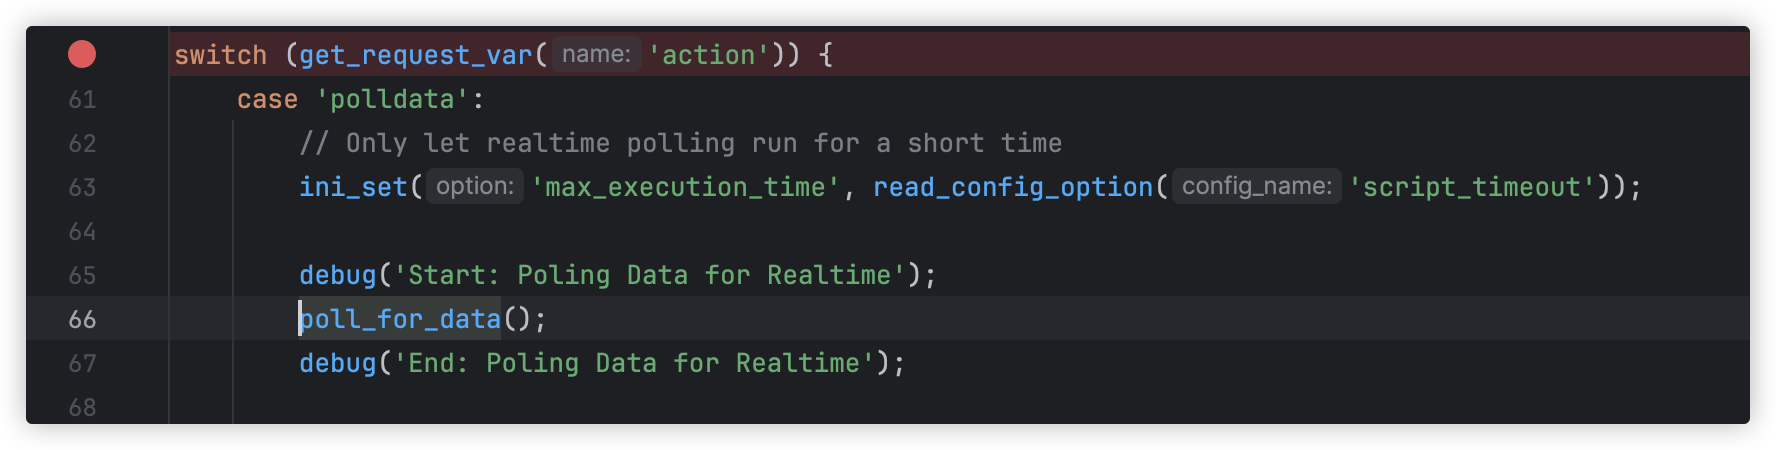 switch (get_request_var( name: 'action')) {
61 case 'polldata':
62 // Only let realtime polling run for a short time
63 ini_set( option: 'max_execution_time', read_config_option( config_name: 'script_timeout'));
64
65 debug('Start: Poling Data for Realtime');
66 poll_for_data();
67 debug('End: Poling Data for Realtime');
68